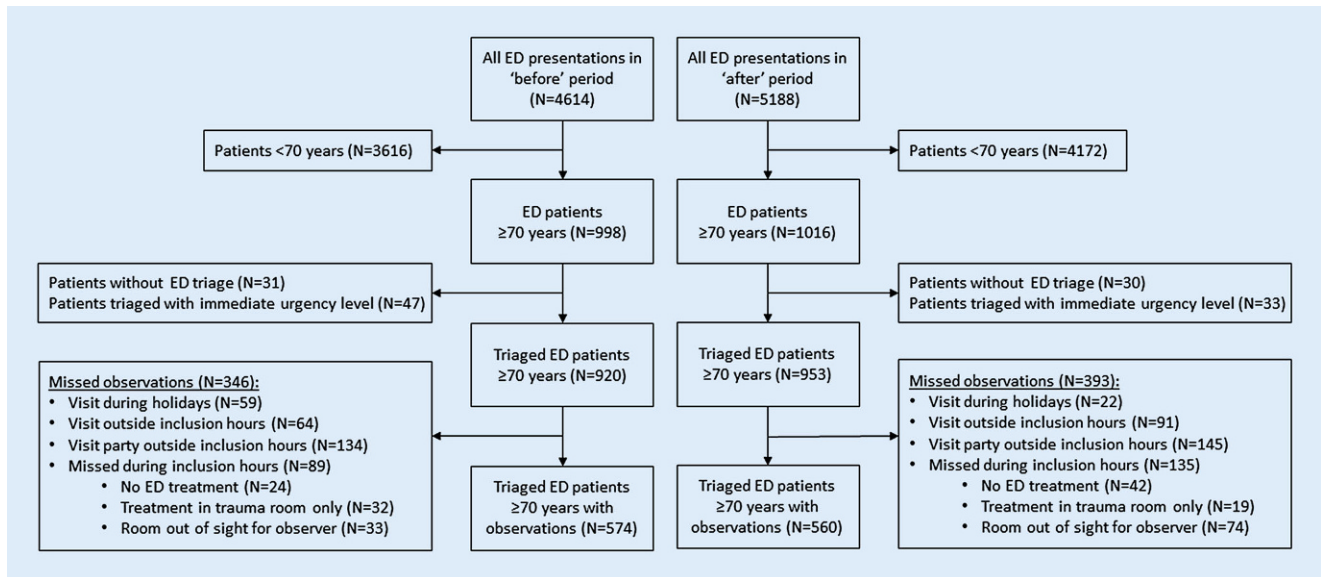 All ED presentations in
‘before’ period
(N=4614)
All ED presentations in
‘after’ period
(N=5188)
Patients <70 years (N=3616)
Patients <70 years (N=4172)
ED patients
≥70 years (N=998)
ED patients
≥70 years (N=1016)
Patients without ED triage (N=31)
Patients triaged with immediate urgency level (N=47)
Patients without ED triage (N=30)
Patients triaged with immediate urgency level (N=33)
Triaged ED patients
≥70 years (N=920)
Triaged ED patients
≥70 years (N=953)
Missed observations (N=346):
• Visit during holidays (N=59)
• Visit outside inclusion hours (N=64)
• Visit party outside inclusion hours (N=134)
• Missed during inclusion hours (N=89)
• No ED treatment (N=24)
• Treatment in trauma room only (N=32)
• Room out of sight for observer (N=33)
Missed observations (N=393):
• Visit during holidays (N=22)
• Visit outside inclusion hours (N=91)
• Visit party outside inclusion hours (N=145)
• Missed during inclusion hours (N=135)
• No ED treatment (N=42)
• Treatment in trauma room only (N=19)
• Room out of sight for observer (N=74)
Triaged ED patients
≥70 years with
observations (N=574)
Triaged ED patients
≥70 years with
observations (N=560)